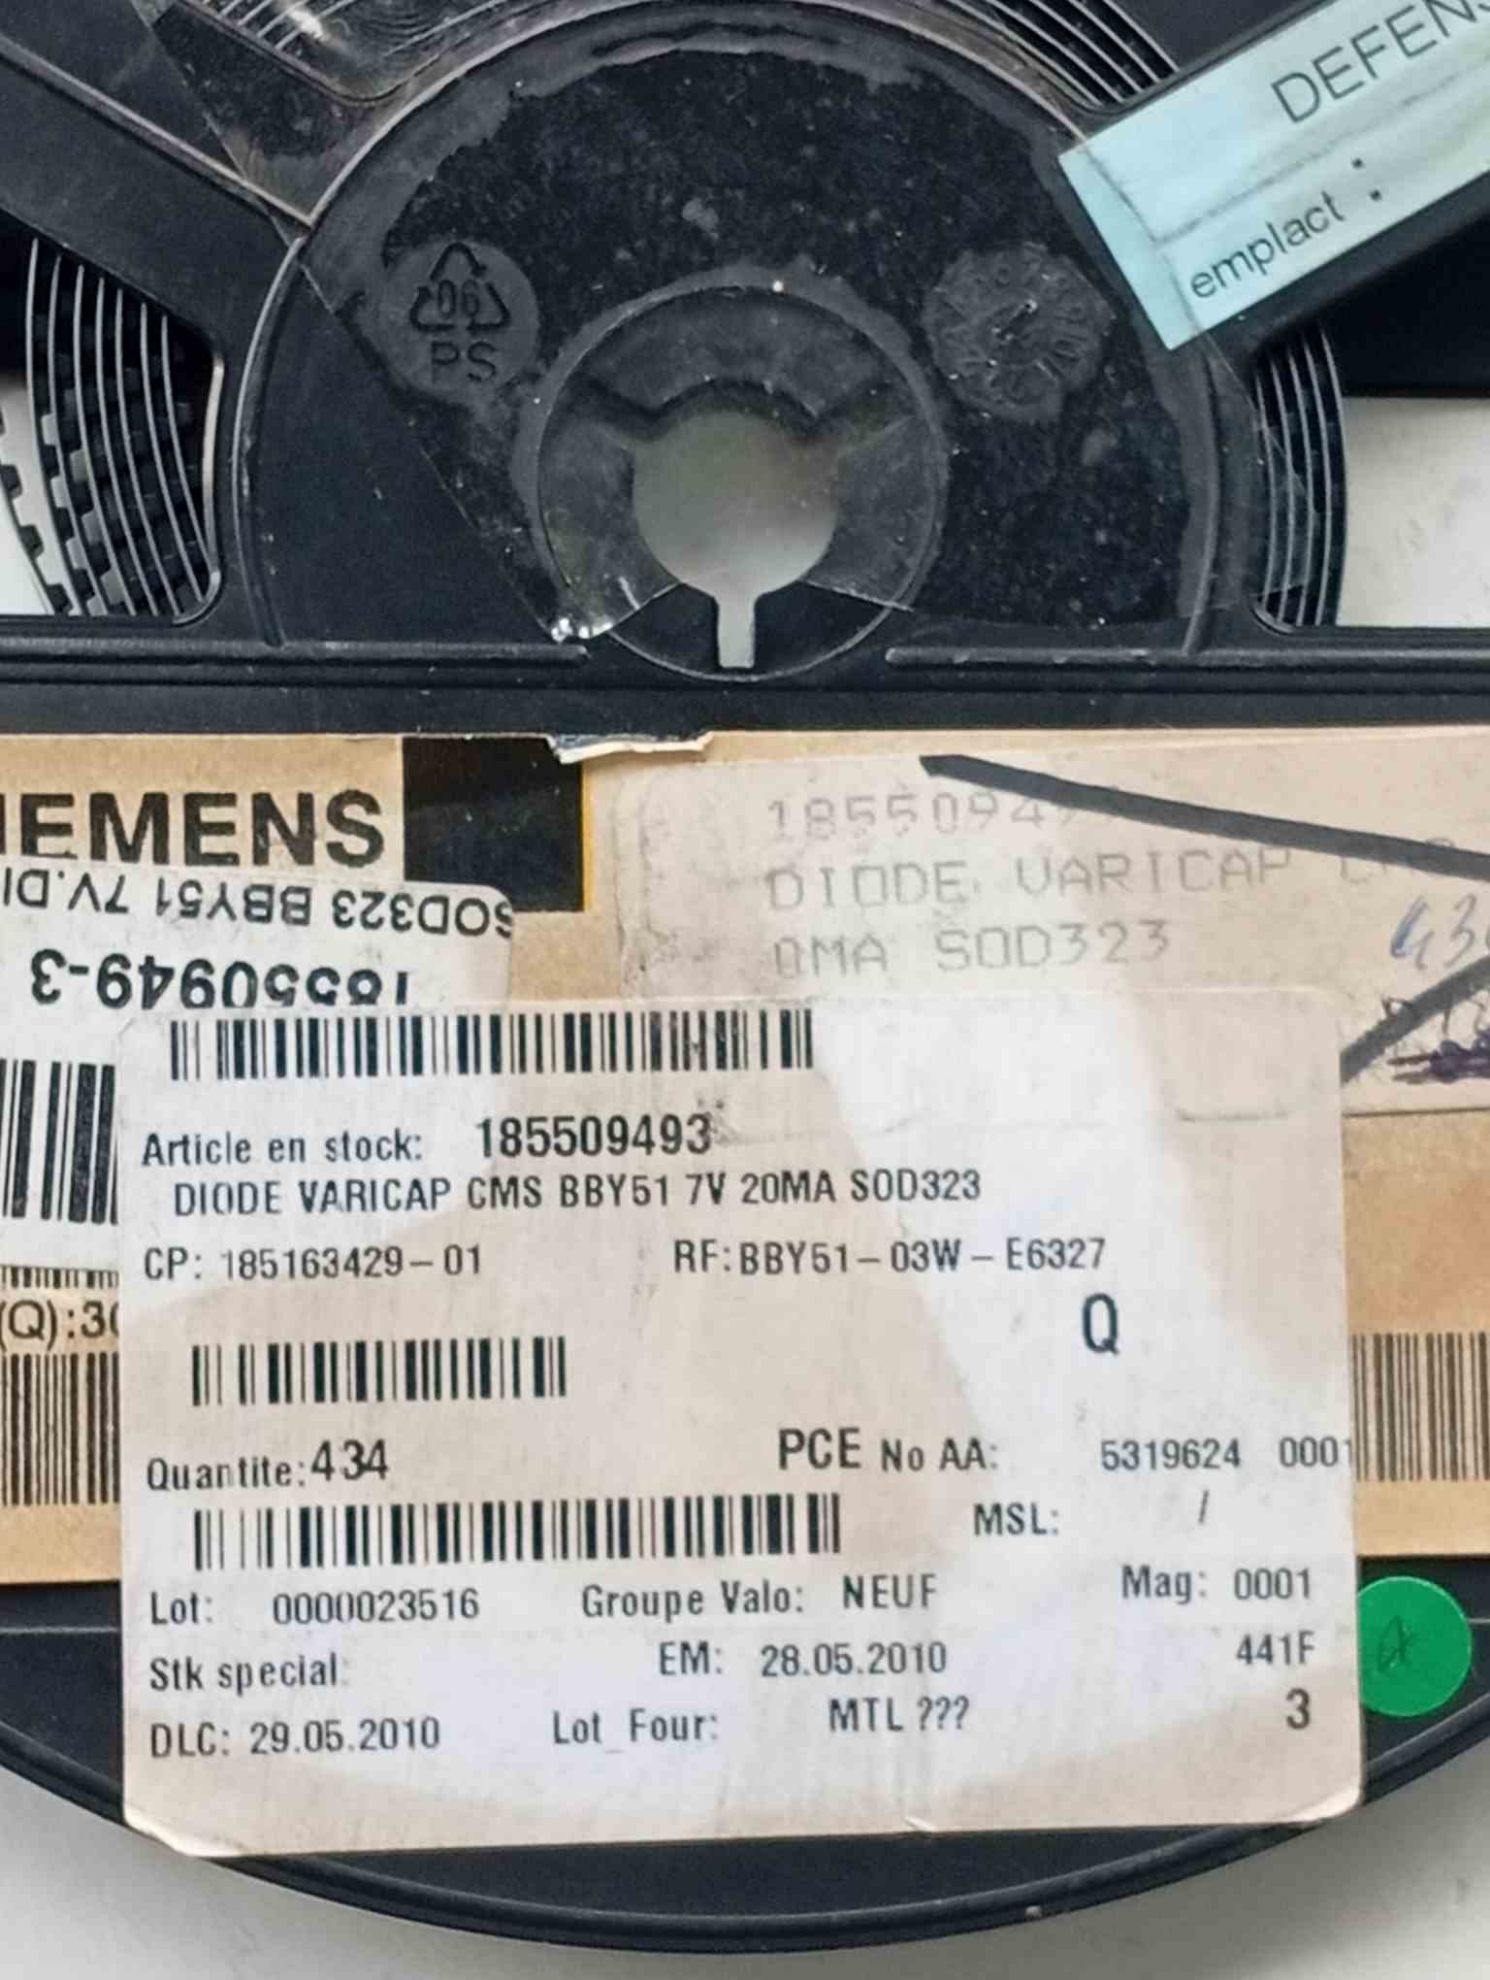 DEFENS
emplact :
06
PS
IEMENS
SOD323 BBY51 7V.DI
18550949-3
18550949
DIODE VARICAP
0MA SOD323
Article en stock: 185509493
DIODE VARICAP CMS BBY51 7V 20MA SOD323
CP: 185163429-01 RF:BBY51-03W-E6327
(Q):30
Q
Quantite:434 PCE No AA: 5319624 0001
MSL: /
Lot: 0000023516 Groupe Valo: NEUF Mag: 0001
Stk special: EM: 28.05.2010 441F
DLC: 29.05.2010 Lot_Four: MTL ??? 3